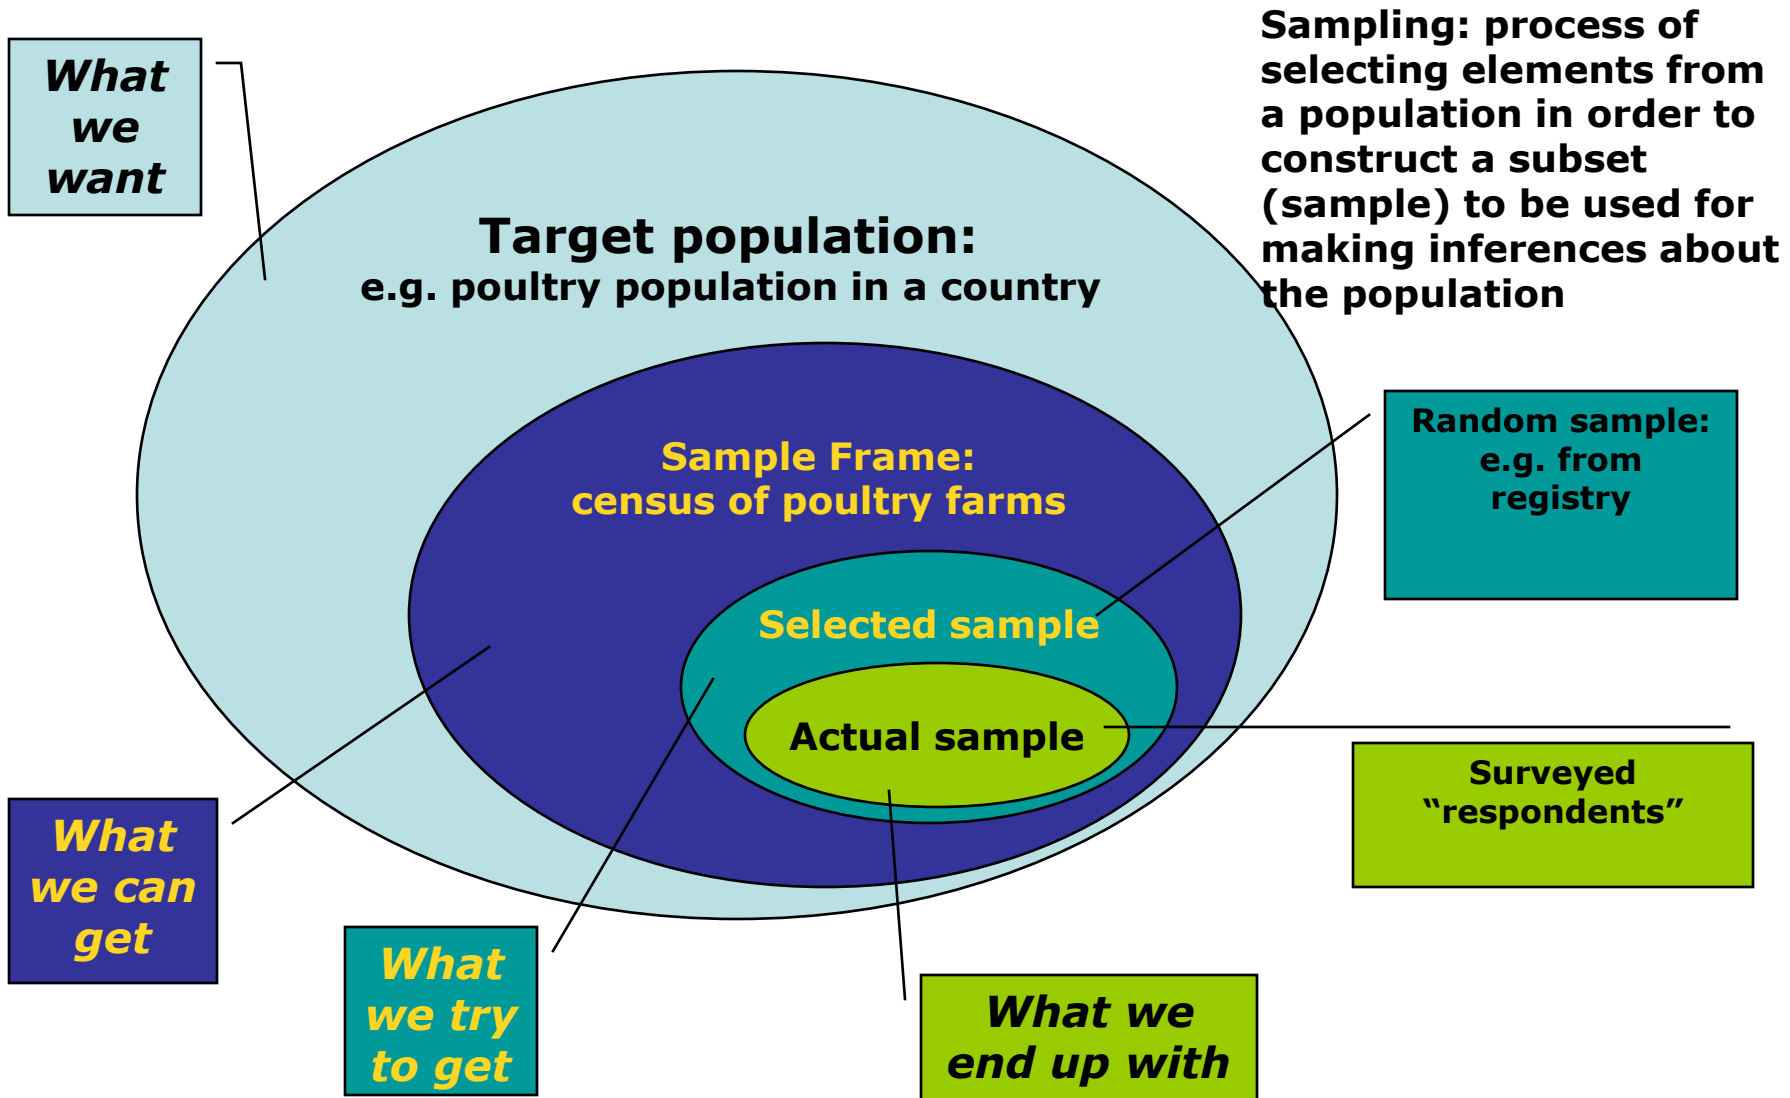 Sampling: process of
selecting elements from
a population in order to
construct a subset
(sample) to be used for
making inferences about
the population
What
we
want
Target population:
e.g. poultry population in a country
Sample Frame:
census of poultry farms
Random sample:
e.g. from
registry
Selected sample
Actual sample
Surveyed
“respondents”
What
we can
get
What
we try
to get
What we
end up with